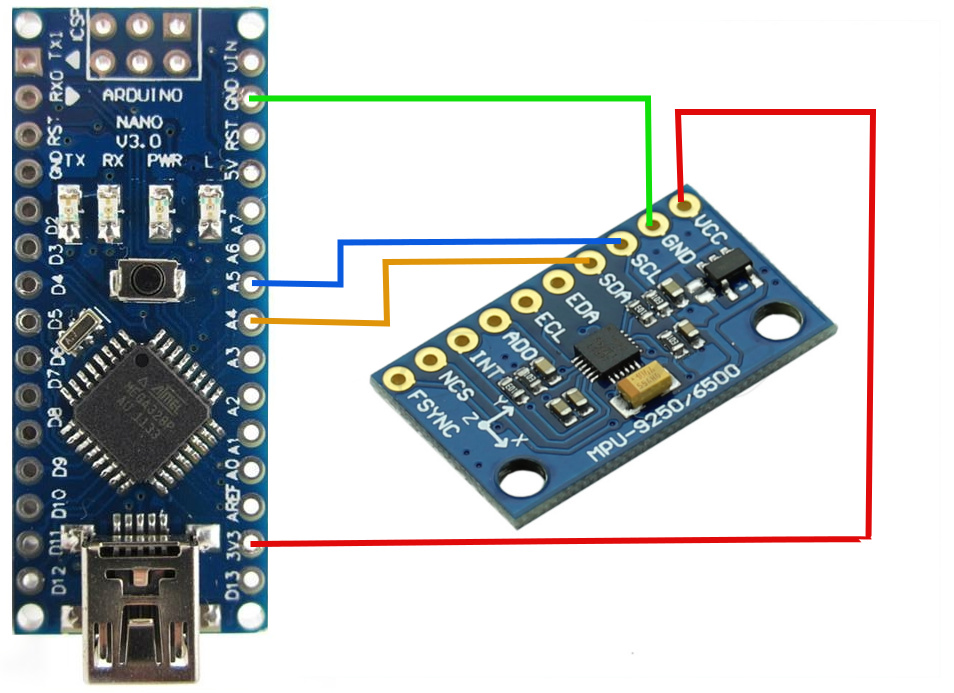 TX1
RX0
RST
GND
D2
D3
D4
D5
D6
D7
D8
D9
D10
D11
D12
ICSP
ARDUINO
NANO
V3.0
TX RX PWR L
ATMEL
VIN
GND
RST
5V
A7
A6
A5
A4
A3
A2
A1
A0
AREF
3V3
D13
VCC
GND
SCL
SDA
EDA
ECL
ADO
INT
NCS
FSYNC
Y
Z
X
MPU-9250/6500